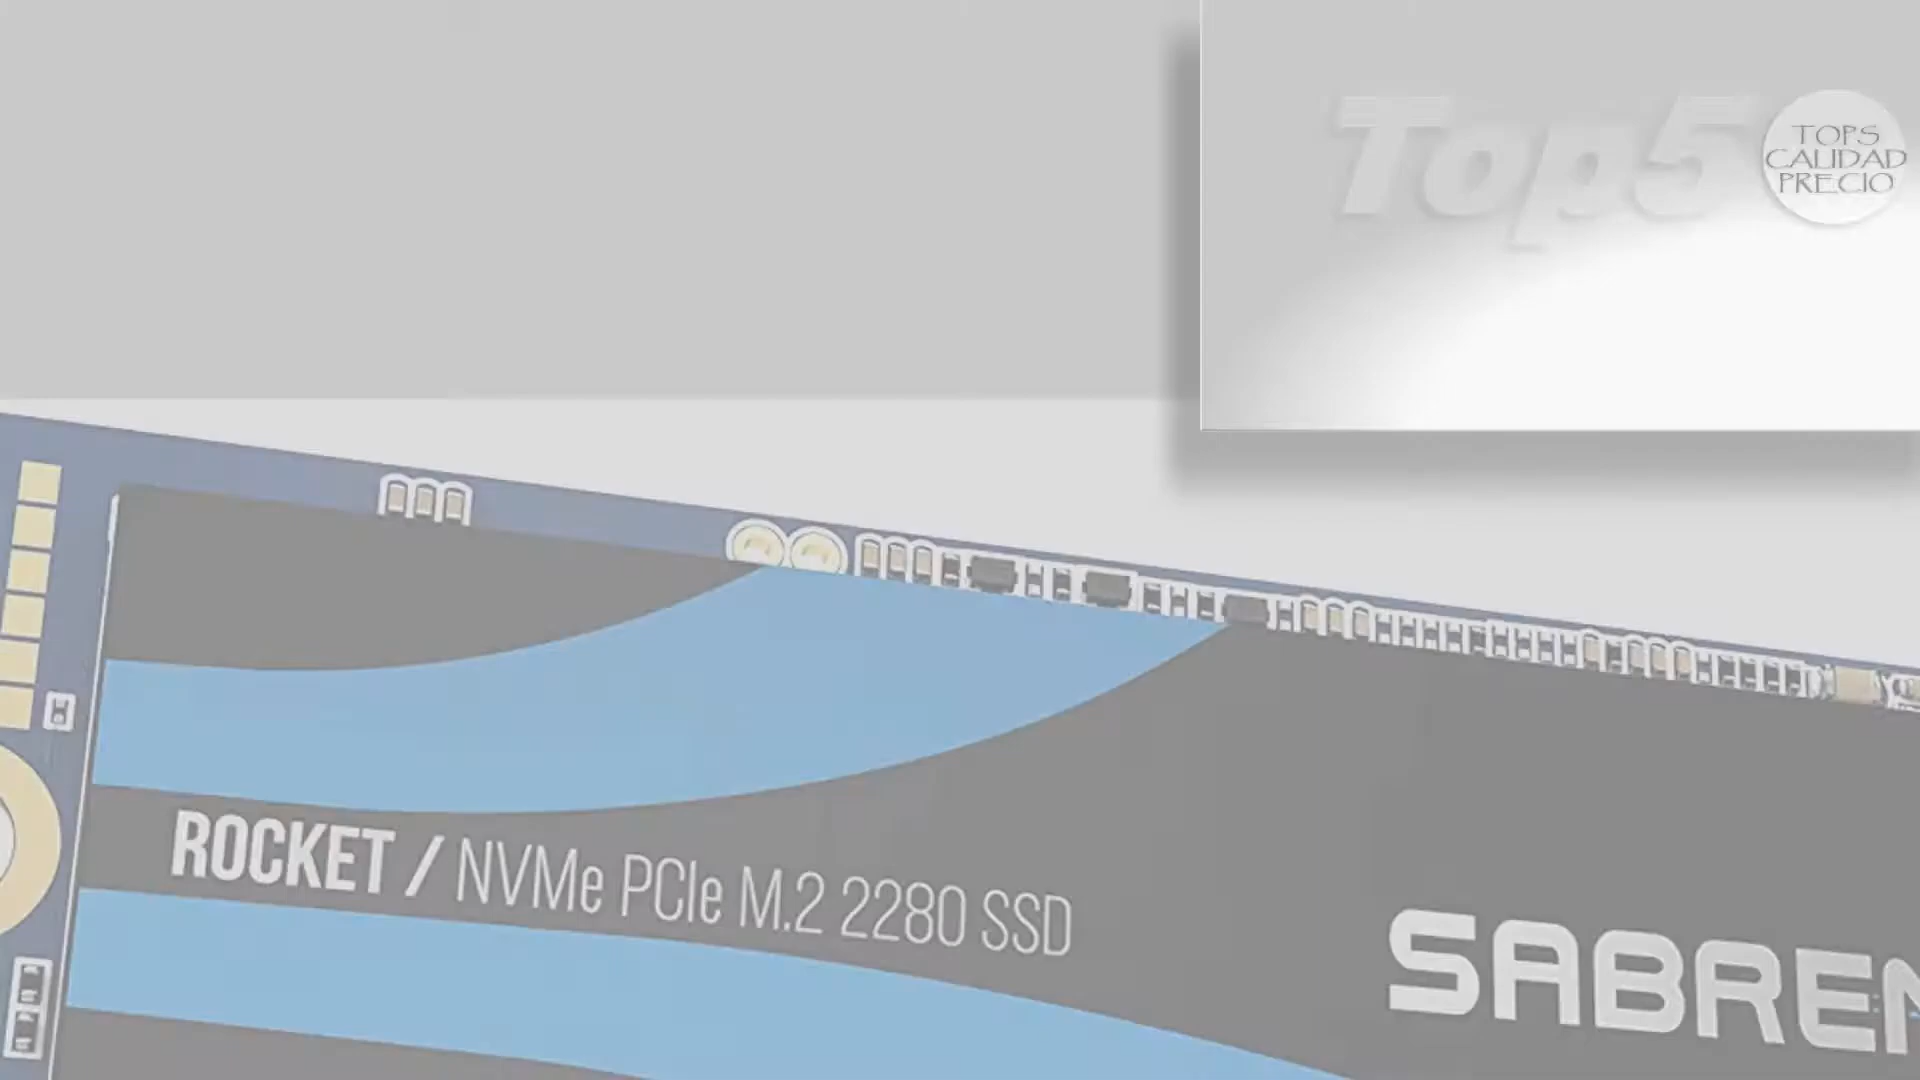 Top5
TOPS
CALIDAD
PRECIO
ROCKET / NVMe PCIe M.2 2280 SSD
SABREN